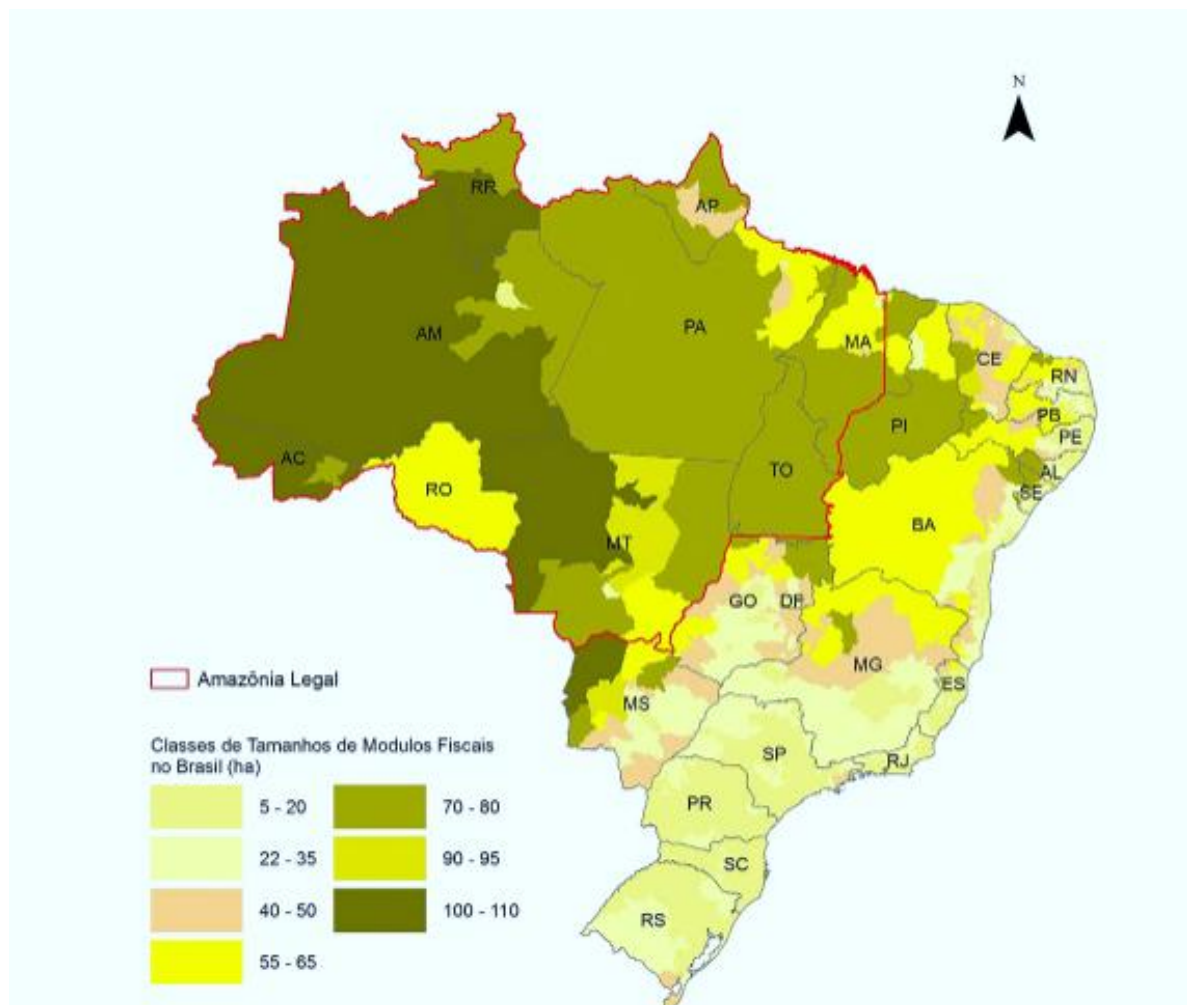 N
RR
AP
AM
PA
MA
CE
RN
PB
PE
PI
AC
TO
AL
SE
RO
BA
MT
GO
DF
MG
ES
MS
SP
RJ
PR
SC
RS
Amazônia Legal
Classes de Tamanhos de Modulos Fiscais
no Brasil (ha)
5 - 20
70 - 80
22 - 35
90 - 95
40 - 50
100 - 110
55 - 65